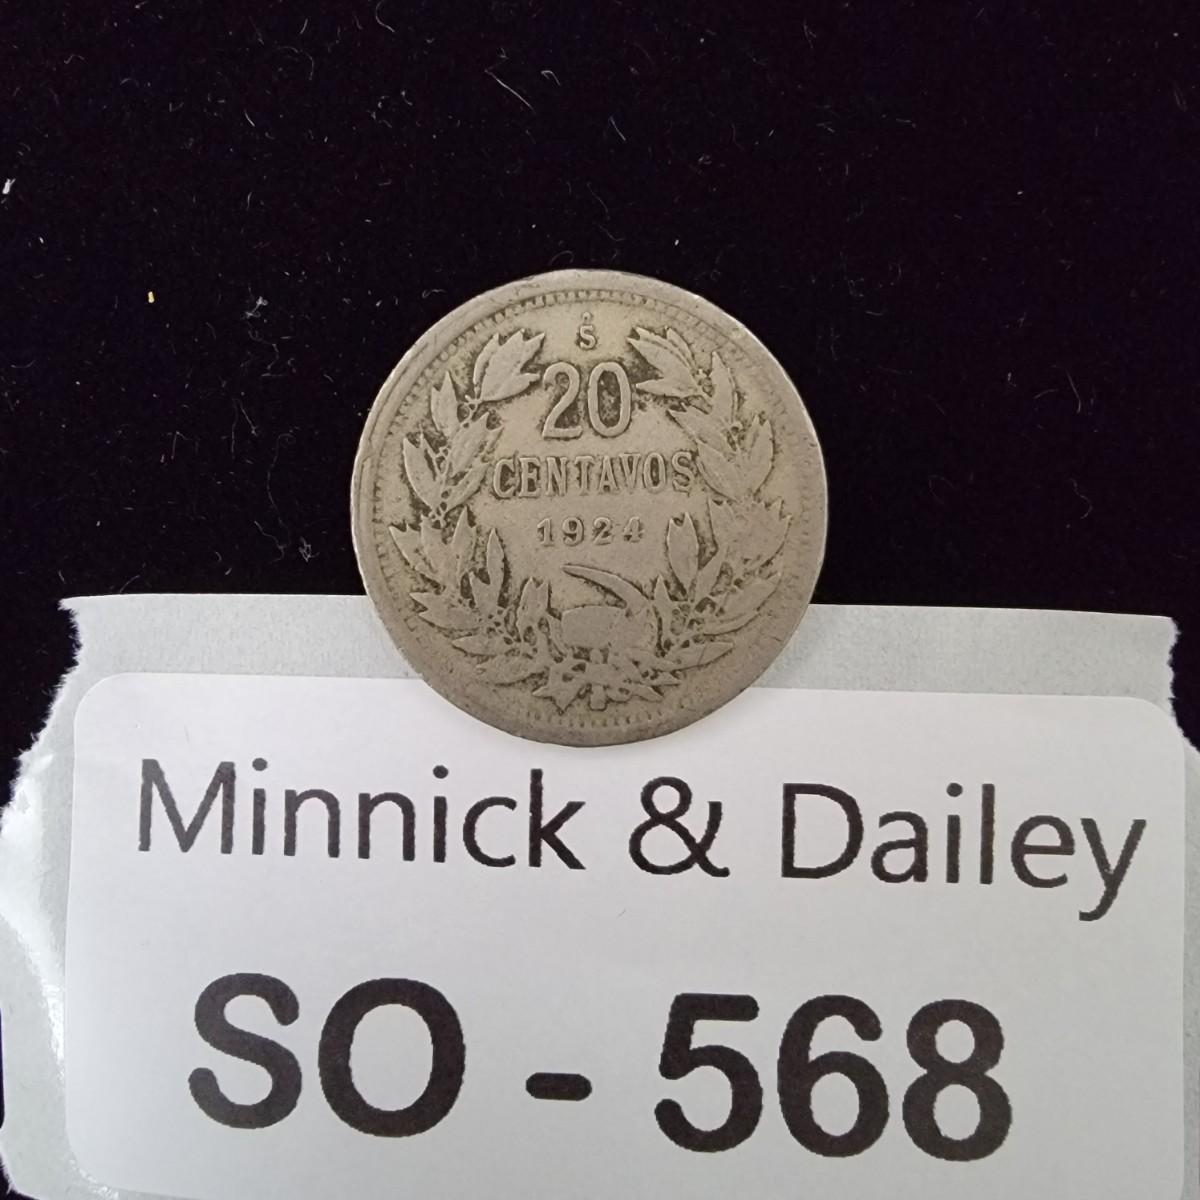 Ṡ
20
CENTAVOS
1924
Minnick & Dailey
SO - 568